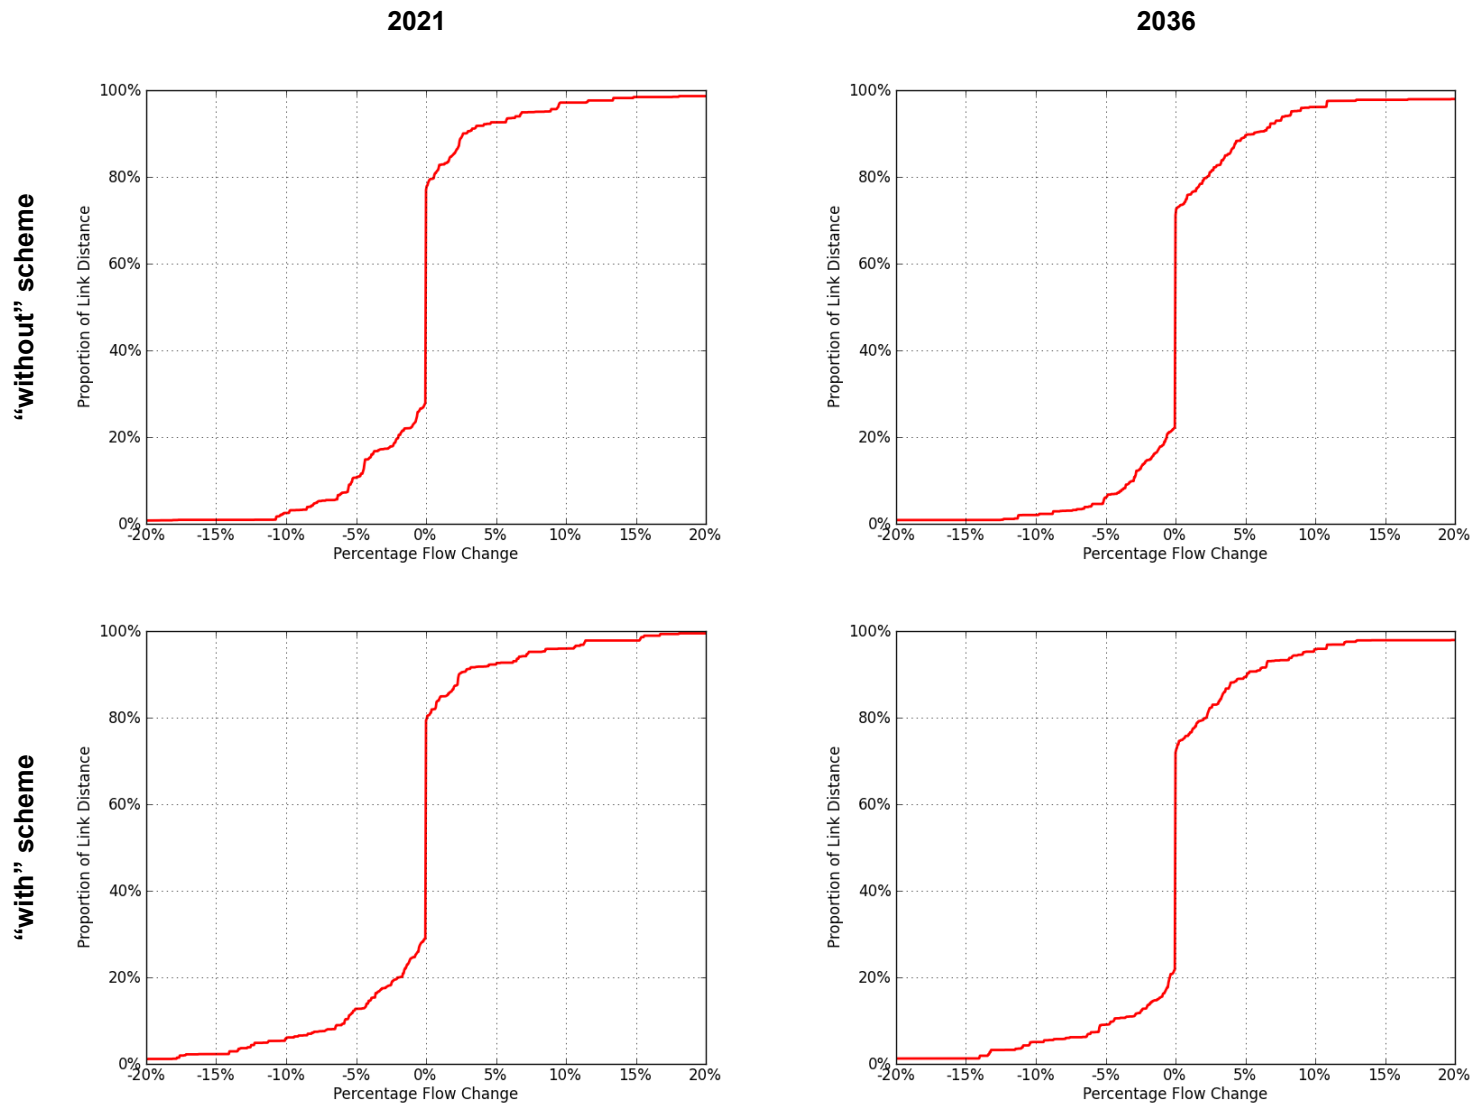 2021
2036
"without" scheme
Proportion of Link Distance
100%
80%
60%
40%
20%
0%
-20% -15% -10% -5% 0% 5% 10% 15% 20%
Percentage Flow Change
Proportion of Link Distance
100%
80%
60%
40%
20%
0%
-20% -15% -10% -5% 0% 5% 10% 15% 20%
Percentage Flow Change
“with” scheme
Proportion of Link Distance
100%
80%
60%
40%
20%
0%
-20% -15% -10% -5% 0% 5% 10% 15% 20%
Percentage Flow Change
Proportion of Link Distance
100%
80%
60%
40%
20%
0%
-20% -15% -10% -5% 0% 5% 10% 15% 20%
Percentage Flow Change